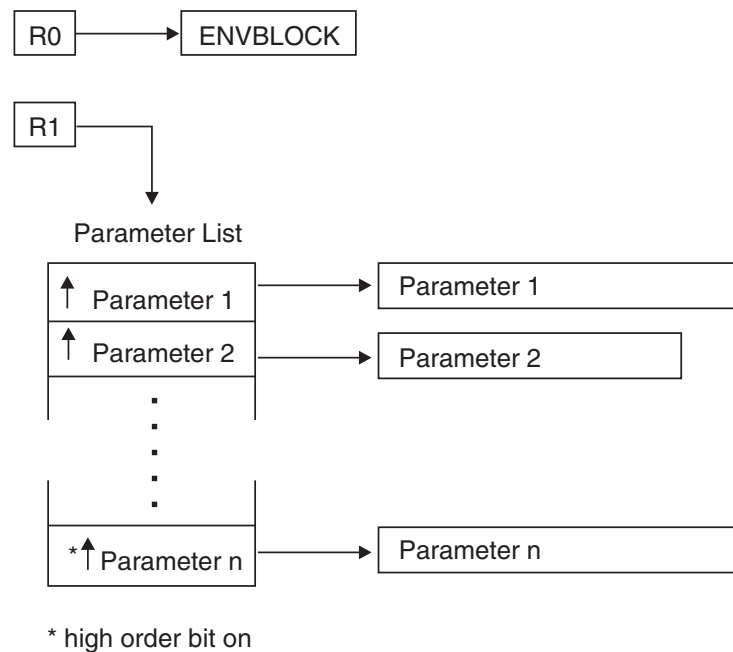 R0 ENVBLOCK
R1
Parameter List
Parameter 1 Parameter 1
Parameter 2 Parameter 2
* Parameter n Parameter n
* high order bit on